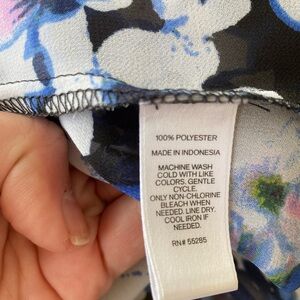 100% POLYESTER
MADE IN INDONESIA
MACHINE WASH
COLD WITH LIKE
COLORS. GENTLE
CYCLE.
ONLY NON-CHLORINE
BLEACH WHEN
NEEDED. LINE DRY.
COOL IRON IF
NEEDED.
RN# 55285